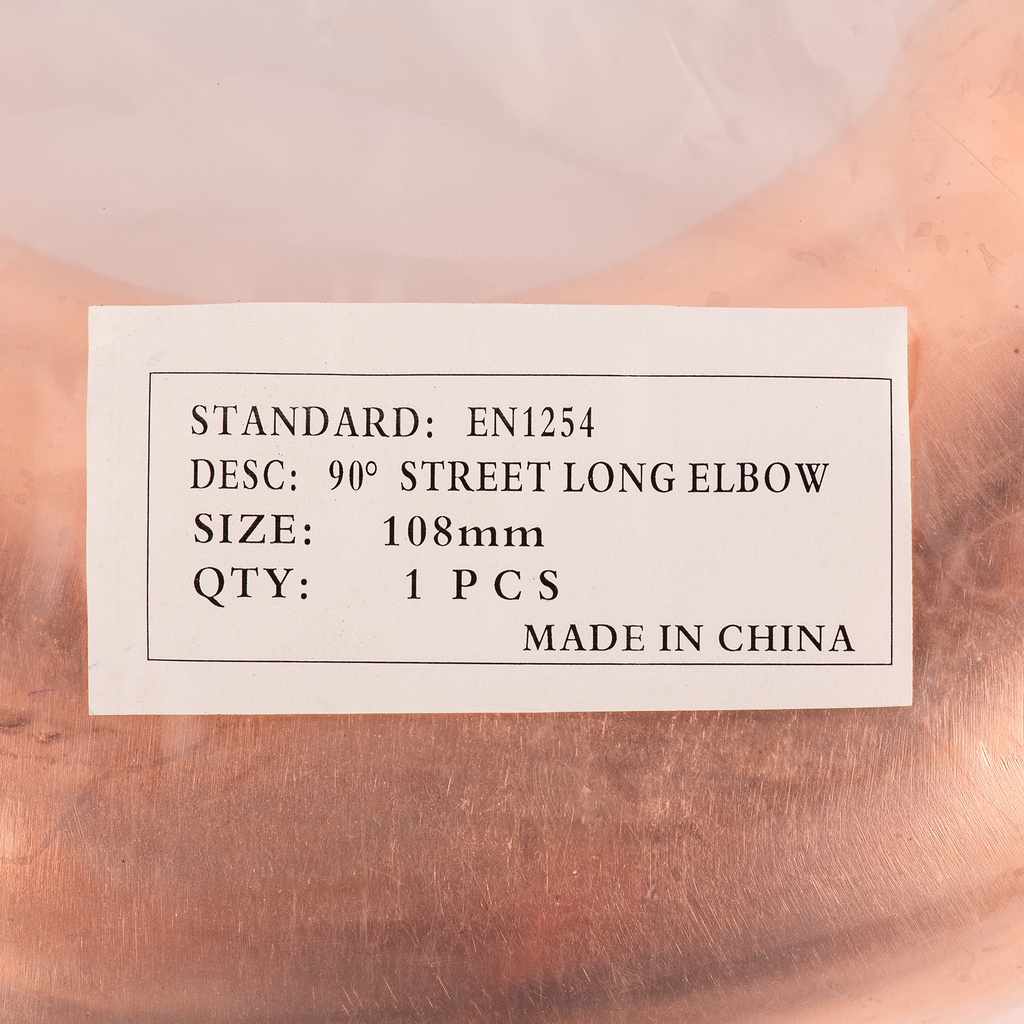 STANDARD: EN1254
DESC: 90° STREET LONG ELBOW
SIZE: 108mm
QTY: 1 PCS
MADE IN CHINA